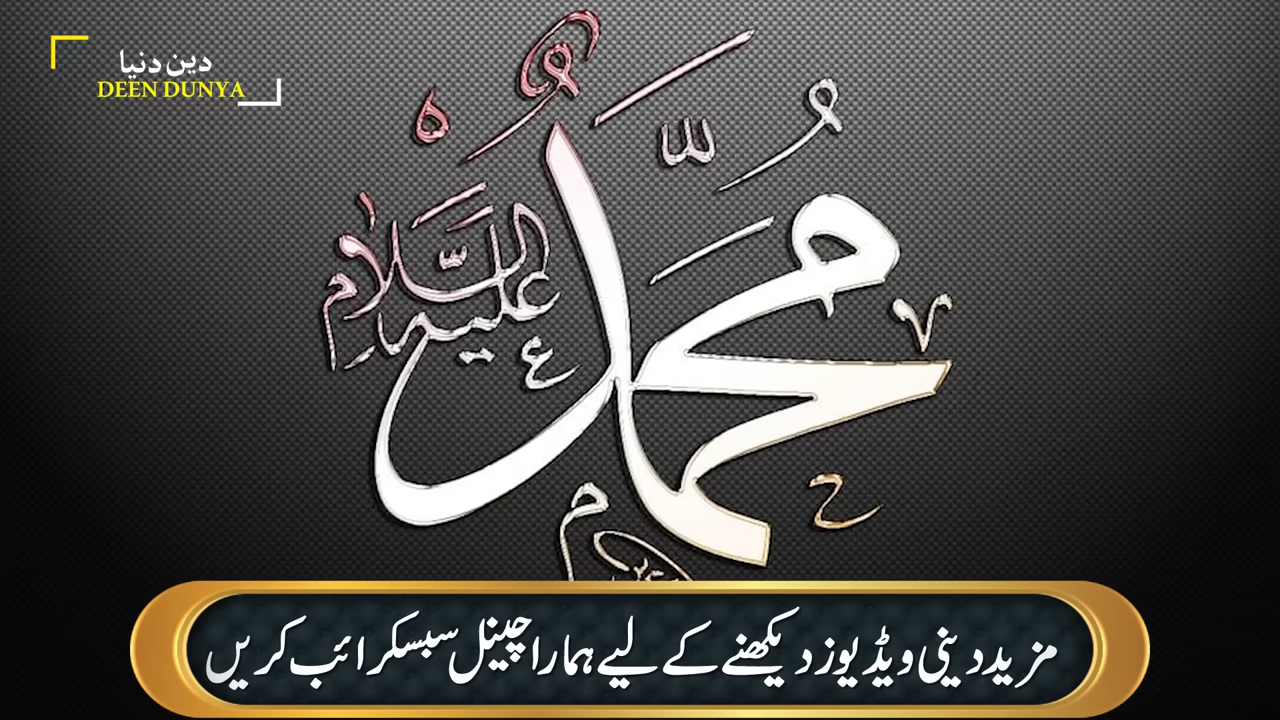 دین دنیا
DEEN DUNYA
محمد
علیہ السلام
مزید دینی ویڈیوز دیکھنے کے لیے ہمارا چینل سبسکرائب کریں